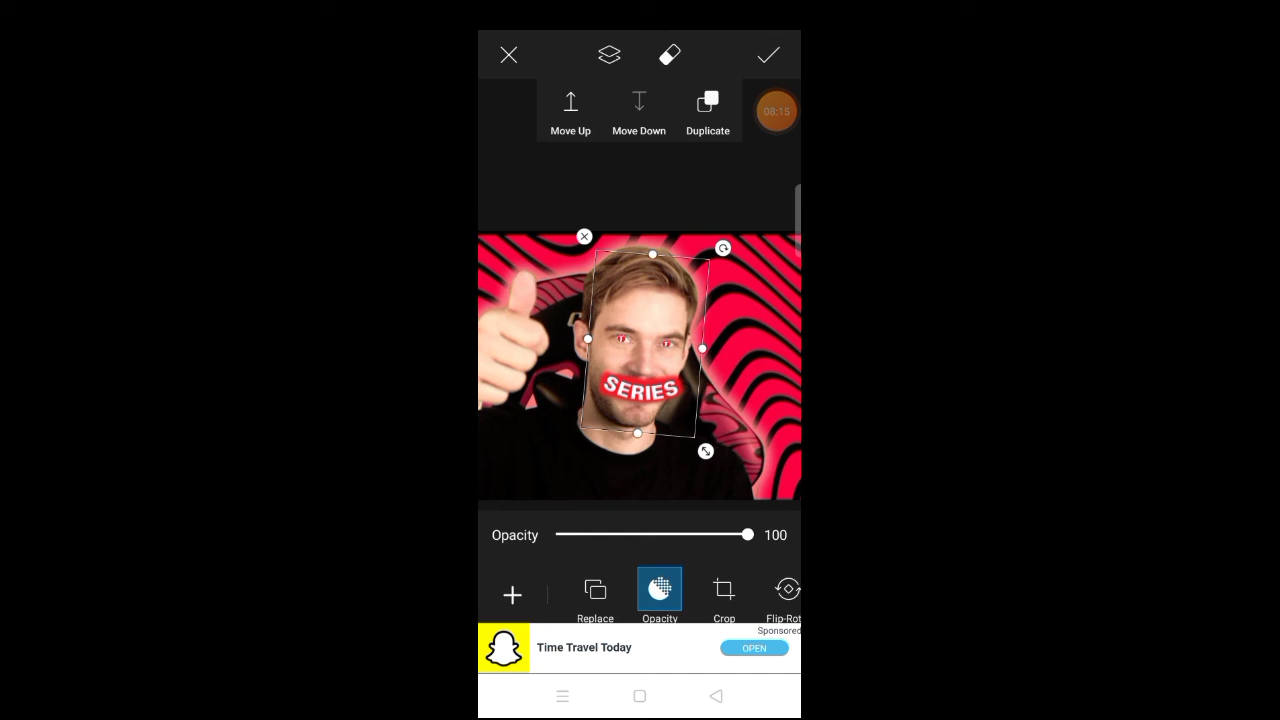 08:15
Move Up Move Down Duplicate
SERIES
Opacity 100
Replace Opacity Crop Flip-Rot
Sponsored
Time Travel Today OPEN